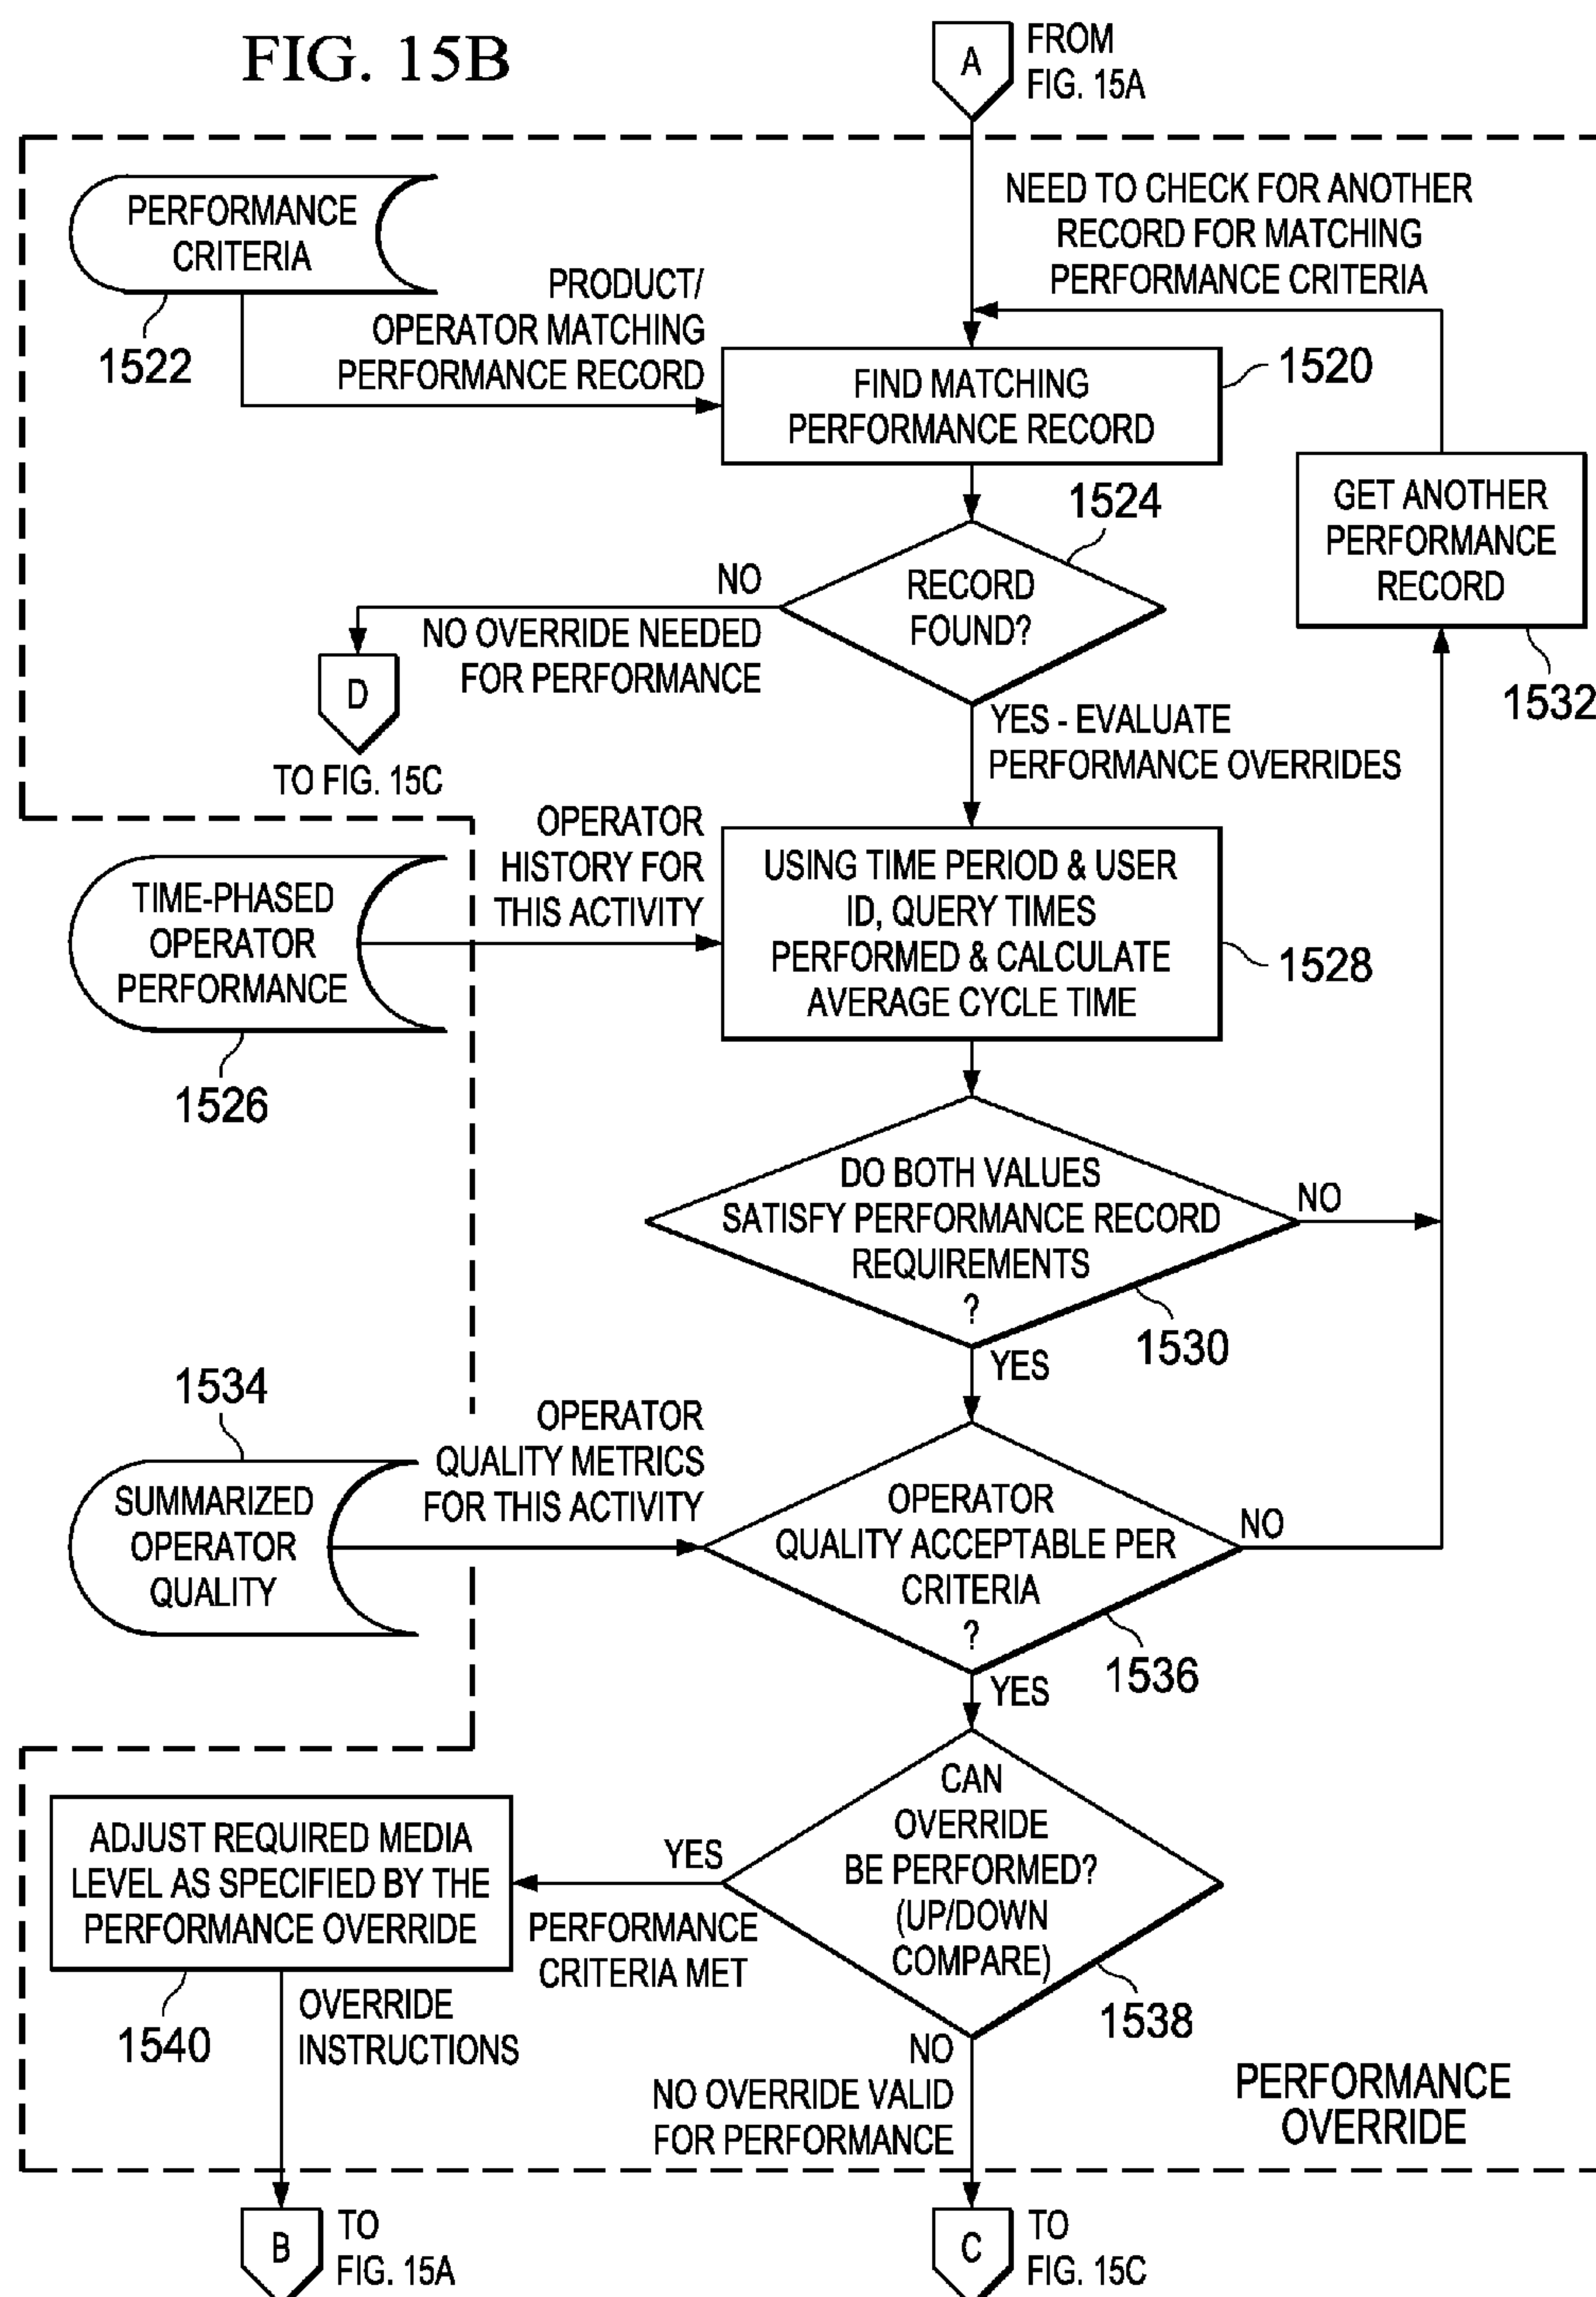 FIG. 15B
A
FROM
FIG. 15A
PERFORMANCE
CRITERIA
1522
PRODUCT/
OPERATOR MATCHING
PERFORMANCE RECORD
NEED TO CHECK FOR ANOTHER
RECORD FOR MATCHING
PERFORMANCE CRITERIA
FIND MATCHING
PERFORMANCE RECORD
1520
GET ANOTHER
PERFORMANCE
RECORD
1532
1524
RECORD
FOUND?
NO
NO OVERRIDE NEEDED
FOR PERFORMANCE
D
TO FIG. 15C
YES - EVALUATE
PERFORMANCE OVERRIDES
TIME-PHASED
OPERATOR
PERFORMANCE
1526
OPERATOR
HISTORY FOR
THIS ACTIVITY
USING TIME PERIOD & USER
ID, QUERY TIMES
PERFORMED & CALCULATE
AVERAGE CYCLE TIME
1528
DO BOTH VALUES
SATISFY PERFORMANCE RECORD
REQUIREMENTS
?
NO
1530
YES
1534
SUMMARIZED
OPERATOR
QUALITY
OPERATOR
QUALITY METRICS
FOR THIS ACTIVITY
OPERATOR
QUALITY ACCEPTABLE PER
CRITERIA
?
NO
1536
YES
CAN
OVERRIDE
BE PERFORMED?
(UP/DOWN
COMPARE)
1538
YES
PERFORMANCE
CRITERIA MET
ADJUST REQUIRED MEDIA
LEVEL AS SPECIFIED BY THE
PERFORMANCE OVERRIDE
1540
OVERRIDE
INSTRUCTIONS
NO
NO OVERRIDE VALID
FOR PERFORMANCE
PERFORMANCE
OVERRIDE
B
TO
FIG. 15A
C
TO
FIG. 15C